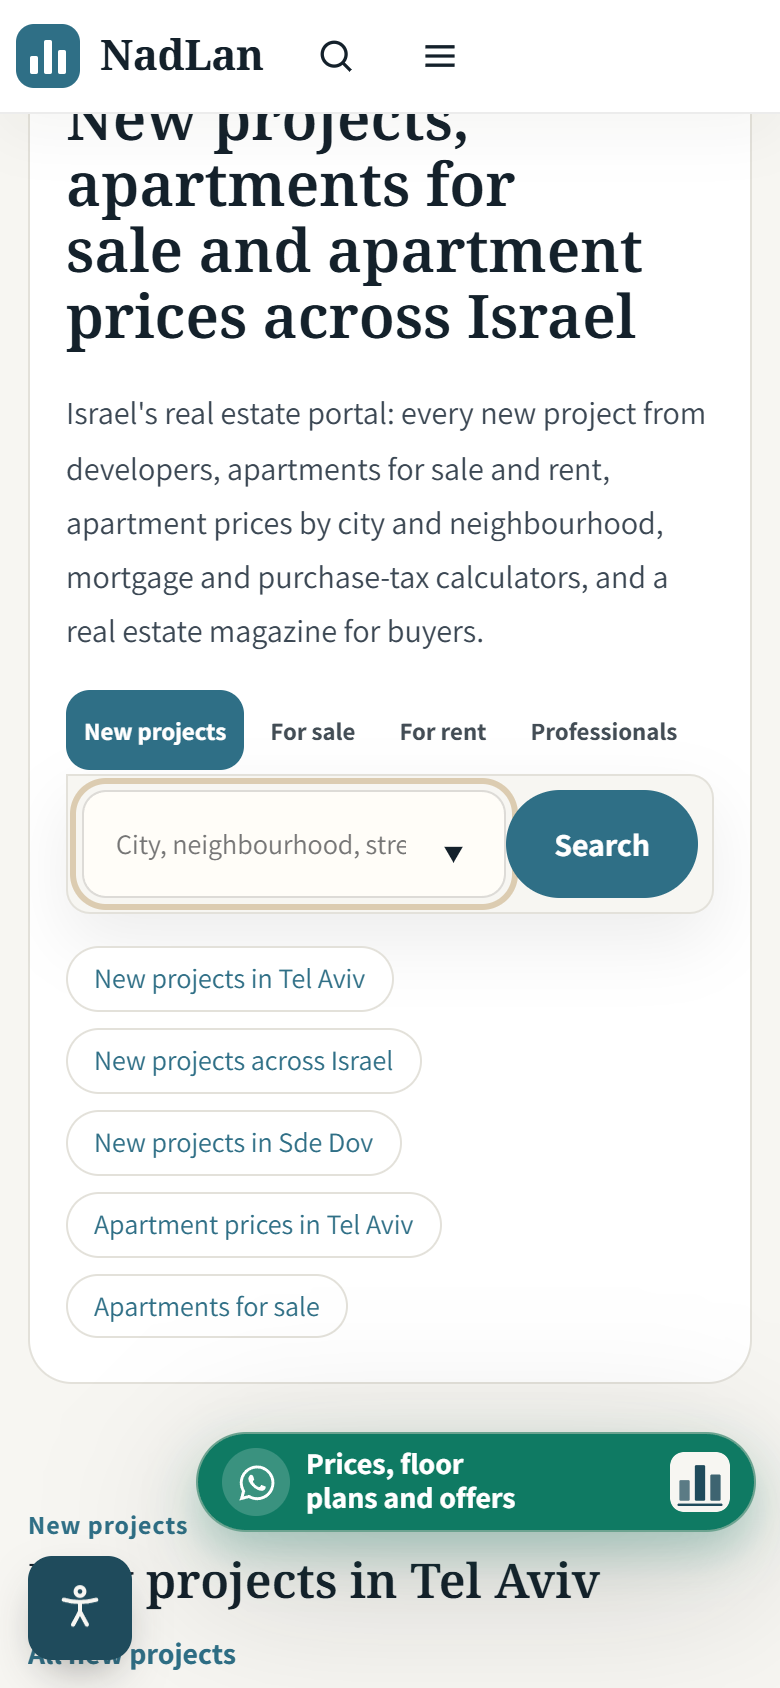 NadLan
New projects,
apartments for
sale and apartment
prices across Israel
Israel's real estate portal: every new project from
developers, apartments for sale and rent,
apartment prices by city and neighbourhood,
mortgage and purchase-tax calculators, and a
real estate magazine for buyers.
New projects For sale For rent Professionals
City, neighbourhood, stre
Search
New projects in Tel Aviv
New projects across Israel
New projects in Sde Dov
Apartment prices in Tel Aviv
Apartments for sale
Prices, floor
plans and offers
New projects
projects in Tel Aviv
All new projects